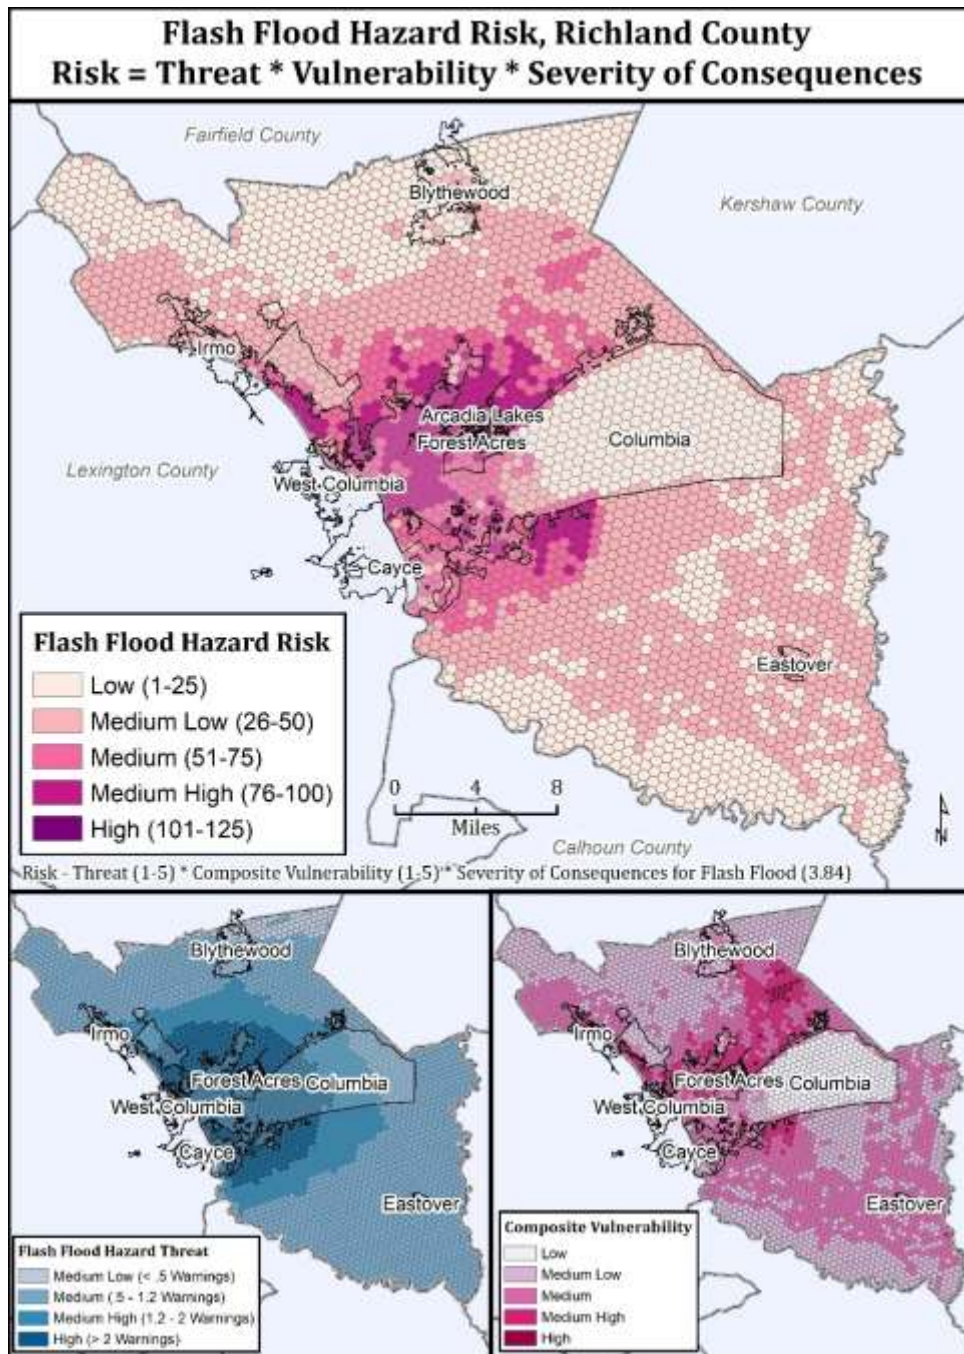 Flash Flood Hazard Risk, Richland County
Risk = Threat * Vulnerability * Severity of Consequences
Fairfield County
Blythewood
Kershaw County
Irmo
Arcadia Lakes
Forest Acres
Columbia
Lexington County
West Columbia
Cayce
Eastover
Flash Flood Hazard Risk
Low (1-25)
Medium Low (26-50)
Medium (51-75)
Medium High (76-100)
High (101-125)
0 4 8
Miles
N
Calhoun County
Risk - Threat (1-5) * Composite Vulnerability (1-5) * Severity of Consequences for Flash Flood (3.84)
Blythewood
Irmo
Forest Acres
Columbia
West Columbia
Cayce
Eastover
Flash Flood Hazard Threat
Medium Low (< .5 Warnings)
Medium (.5 - 1.2 Warnings)
Medium High (1.2 - 2 Warnings)
High (> 2 Warnings)
Blythewood
Irmo
Forest Acres
Columbia
West Columbia
Cayce
Eastover
Composite Vulnerability
Low
Medium Low
Medium
Medium High
High